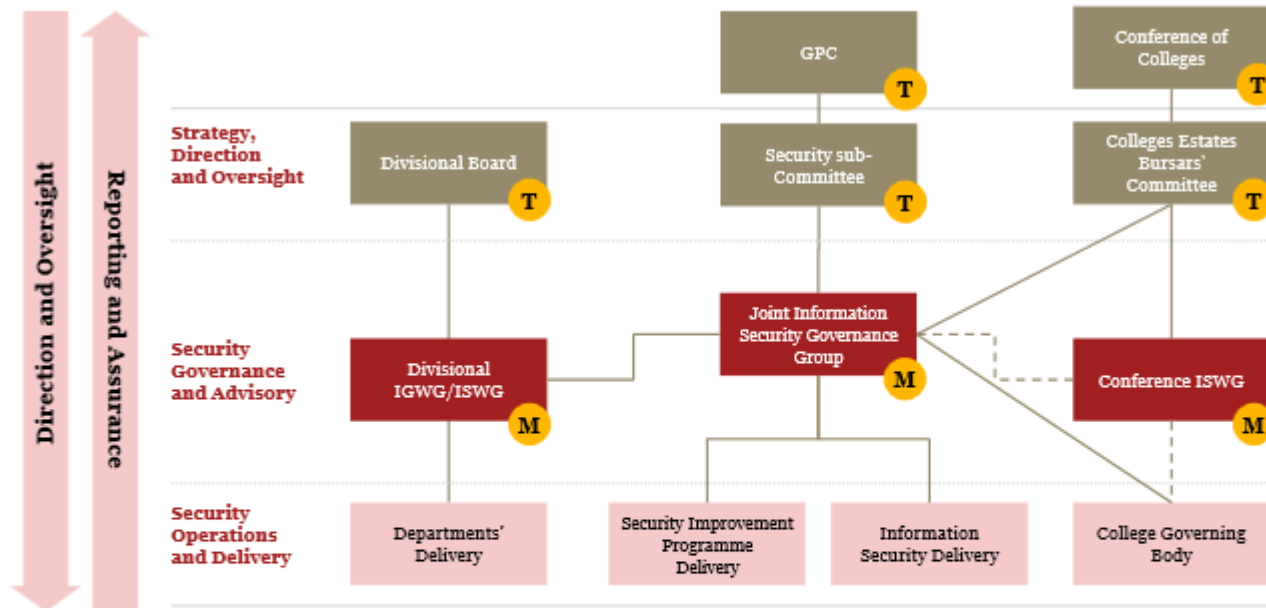 Direction and Oversight
Reporting and Assurance
GPC
T
Conference of
Colleges
T
Strategy,
Direction
and Oversight
Divisional Board
T
Security sub-
Committee
T
Colleges Estates
Bursars'
Committee
T
Security
Governance
and Advisory
Divisional
IGWG/ISWG
M
Joint Information
Security Governance
Group
M
Conference ISWG
M
Security
Operations
and Delivery
Departments'
Delivery
Security Improvement
Programme
Delivery
Information
Security Delivery
College Governing
Body